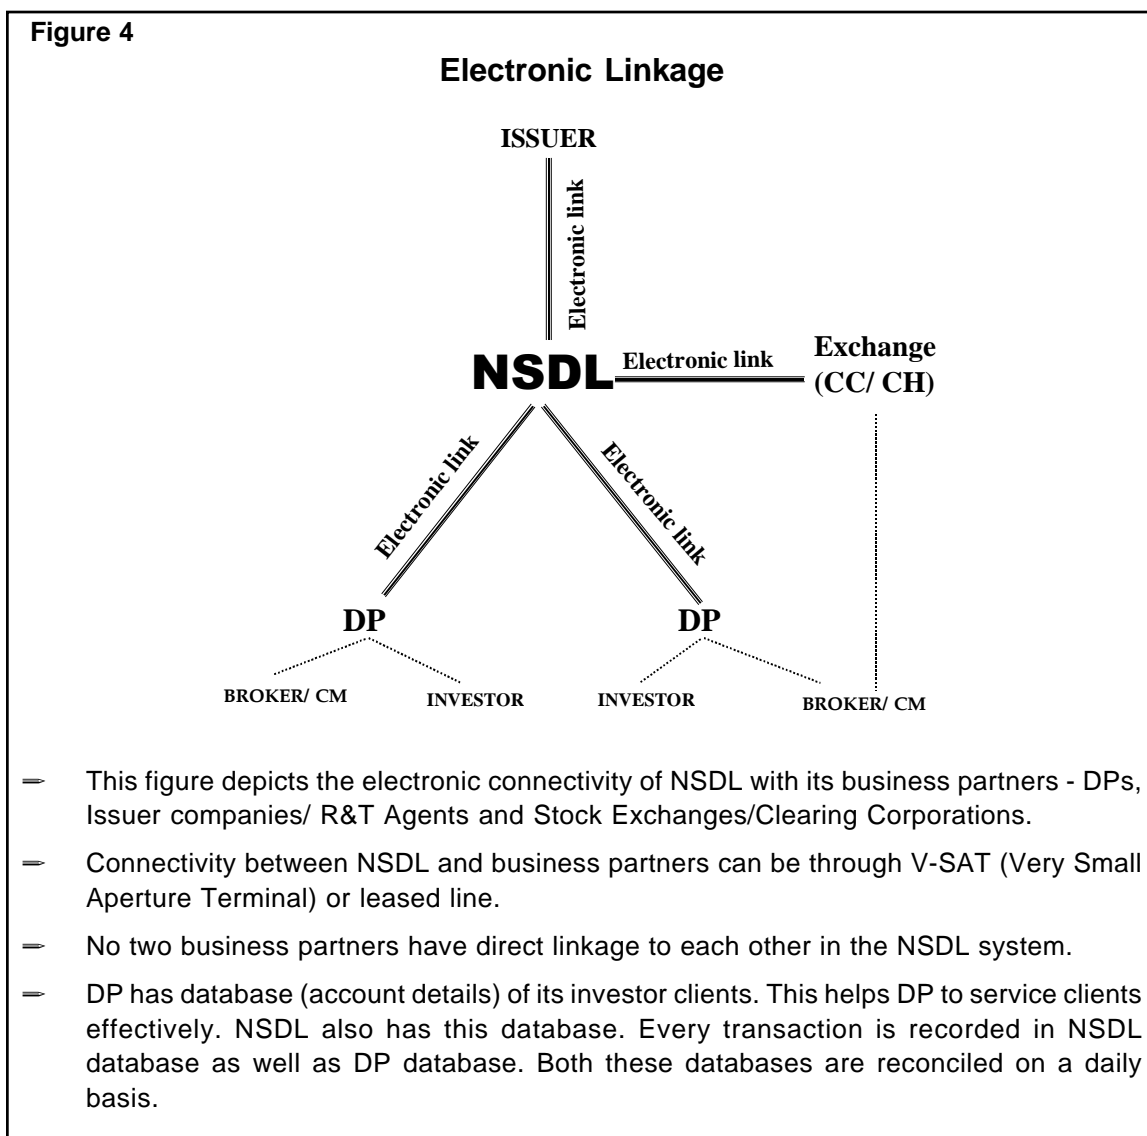 Figure 4
Electronic Linkage
ISSUER
Electronic link
NSDL
Electronic link
Exchange
(CC/ CH)
Electronic link
Electronic link
DP
DP
BROKER/ CM
INVESTOR
INVESTOR
BROKER/ CM
This figure depicts the electronic connectivity of NSDL with its business partners - DPs,
Issuer companies/ R&T Agents and Stock Exchanges/Clearing Corporations.
Connectivity between NSDL and business partners can be through V-SAT (Very Small
Aperture Terminal) or leased line.
No two business partners have direct linkage to each other in the NSDL system.
DP has database (account details) of its investor clients. This helps DP to service clients
effectively. NSDL also has this database. Every transaction is recorded in NSDL
database as well as DP database. Both these databases are reconciled on a daily
basis.